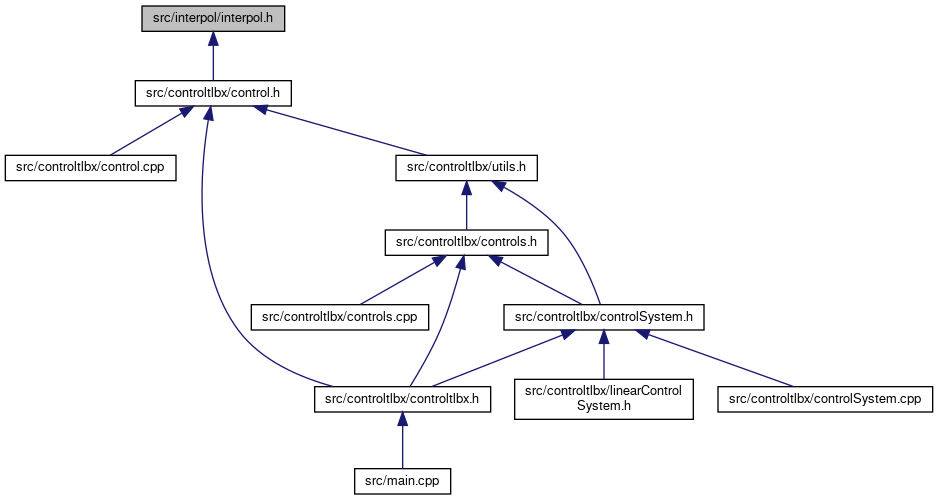 src/interpol/interpol.h
src/controltlbx/control.h
src/controltlbx/control.cpp
src/controltlbx/utils.h
src/controltlbx/controls.h
src/controltlbx/controls.cpp
src/controltlbx/controlSystem.h
src/controltlbx/controltlbx.h
src/controltlbx/linearControl
System.h
src/controltlbx/controlSystem.cpp
src/main.cpp